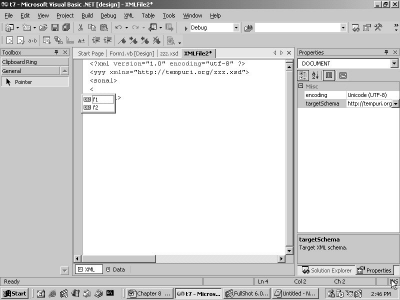 t7 - Microsoft Visual Basic .NET [design] - XMLFile2*
File Edit View Project Build Debug XML Table Tools Window Help
Debug
Toolbox
Clipboard Ring
General
Pointer
Start Page Form1.vb [Design] zzz.xsd XMLFile2*
<?xml version="1.0" encoding="utf-8" ?>
<yyy xmlns="http://tempuri.org/zzz.xsd">
<sonal>
<
f1
f2
>
XML Data
Properties
DOCUMENT
Misc
encoding Unicode (UTF-8)
targetSchema http://tempuri.org
targetSchema
Target XML schema.
Solution Explorer Properties
Ready Ln 4 Col 2 Ch 2
Start Chapter 8 t7 - Micros... FullShot 6.0... Untitled - N... 2:46 PM